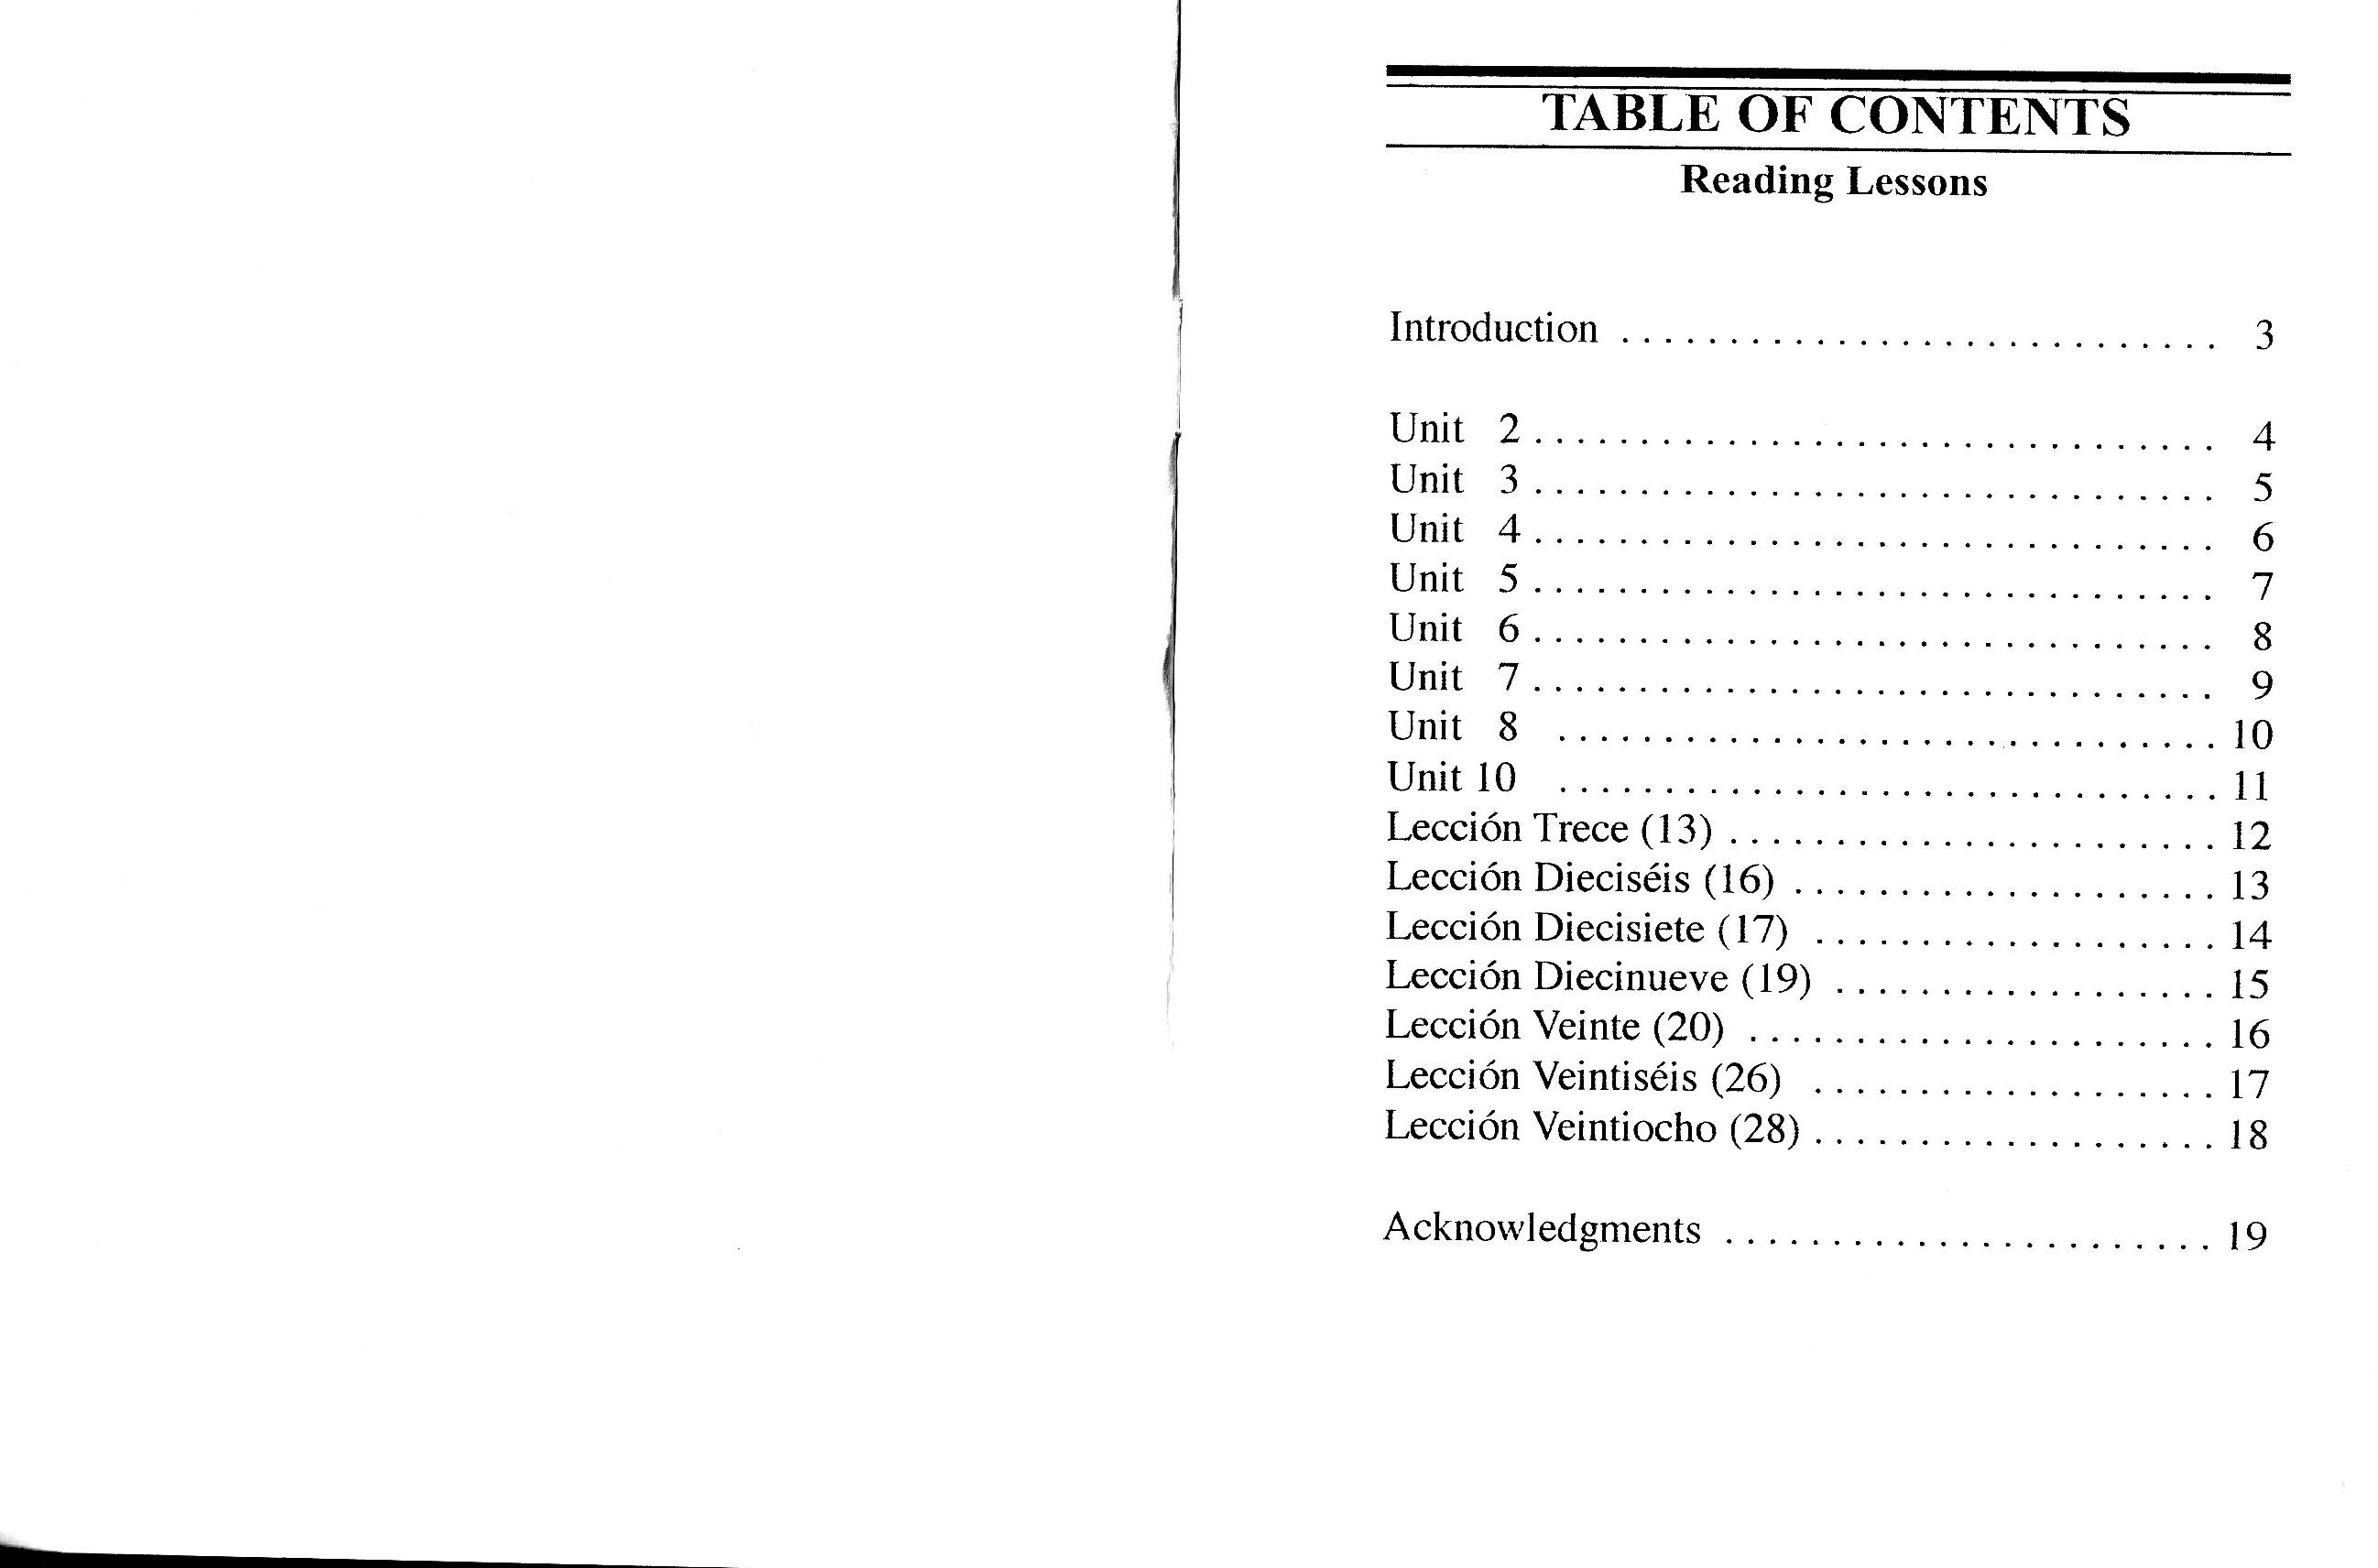 TABLE OF CONTENTS
Reading Lessons
Introduction ............................ 3
Unit 2 ................................ 4
Unit 3 ................................ 5
Unit 4 ................................ 6
Unit 5 ................................ 7
Unit 6 ................................ 8
Unit 7 ................................ 9
Unit 8 ............................... 10
Unit 10 ............................... 11
Lección Trece (13) ....................... 12
Lección Dieciséis (16) .................... 13
Lección Diecisiete (17) ................... 14
Lección Diecinueve (19) .................. 15
Lección Veinte (20) ...................... 16
Lección Veintiséis (26) ................... 17
Lección Veintiocho (28) ................... 18
Acknowledgments ....................... 19